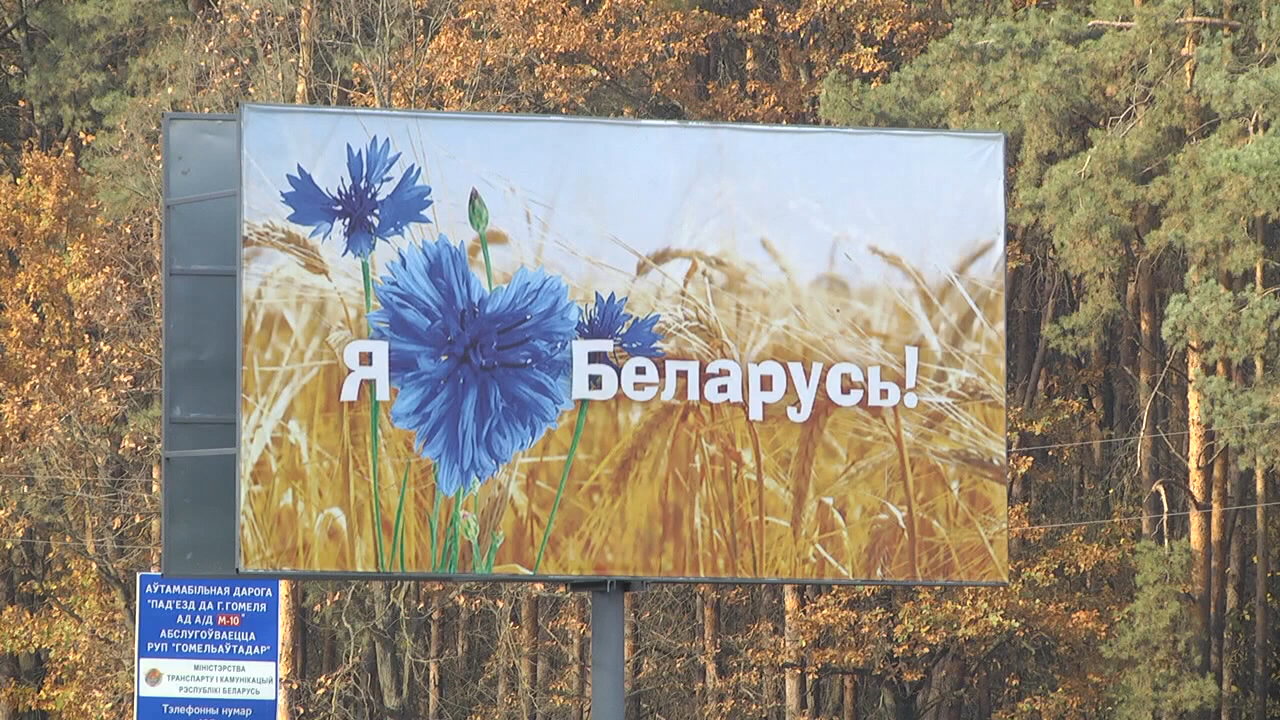 Я Беларусь!
АЎТАМАБІЛЬНАЯ ДАРОГА
"ПАД'ЕЗД ДА Г.ГОМЕЛЯ
АД А/Д М-10"
АБСЛУГОЎВАЕЦЦА
РУП "ГОМЕЛЬАЎТАДАР"
МІНІСТЭРСТВА
ТРАНСПАРТУ І КАМУНІКАЦЫЙ
РЭСПУБЛІКІ БЕЛАРУСЬ
Тэлефонны нумар